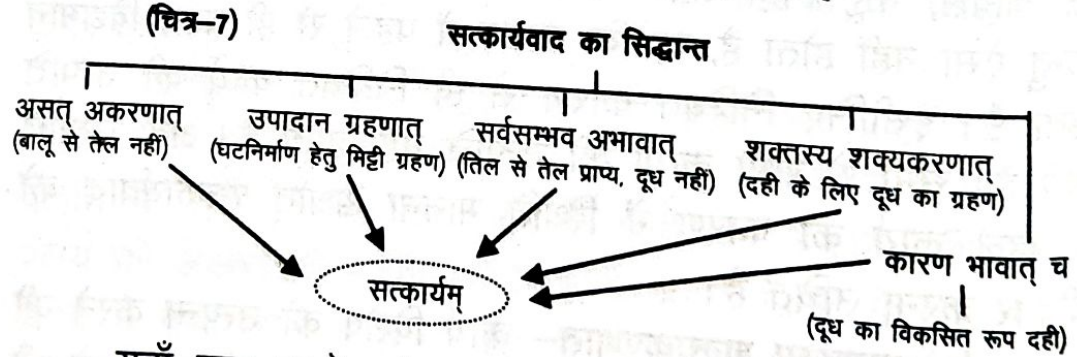 (चित्र–7)
सत्कार्यवाद का सिद्धान्त
असत् अकरणात्
(बालू से तेल नहीं)
उपादान ग्रहणात्
(घटनिर्माण हेतु मिट्टी ग्रहण)
सर्वसम्भव अभावात्
(तिल से तेल प्राप्य, दूध नहीं)
शक्तस्य शक्यकरणात्
(दही के लिए दूध का ग्रहण)
सत्कार्यम्
कारण भावात् च
(दूध का विकसित रूप दही)